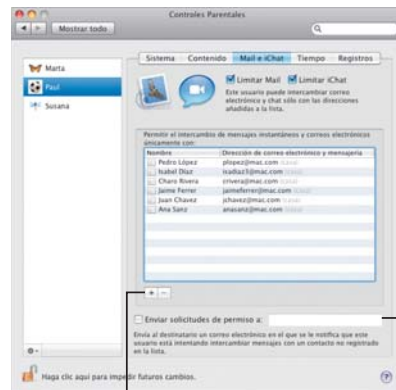 Controles Parentales
Mostrar todo
Sistema Contenido Mail e iChat Tiempo Registros
Marta
Paul
Susana
Limitar Mail Limitar iChat
Este usuario puede intercambiar correo
electrónico y chat sólo con las direcciones
añadidas a la lista.
Permitir el intercambio de mensajes instantáneos y correos electrónicos
únicamente con:
Nombre Dirección de correo electrónico y mensajería
Pedro López plopez@mac.com (casa)
Isabel Díaz isadiaz3@mac.com (casa)
Charo Rivera crivera@mac.com (casa)
Jaime Ferrer jaimeferrer@mac.com (casa)
Juan Chavez jchavez@mac.com (casa)
Ana Sanz anasanz@mac.com (casa)
+ −
Enviar solicitudes de permiso a:
Envía al destinatario un correo electrónico en el que se le notifica que este
usuario está intentando intercambiar mensajes con un contacto no registrado
en la lista.
Haga clic aquí para impedir futuros cambios.
?